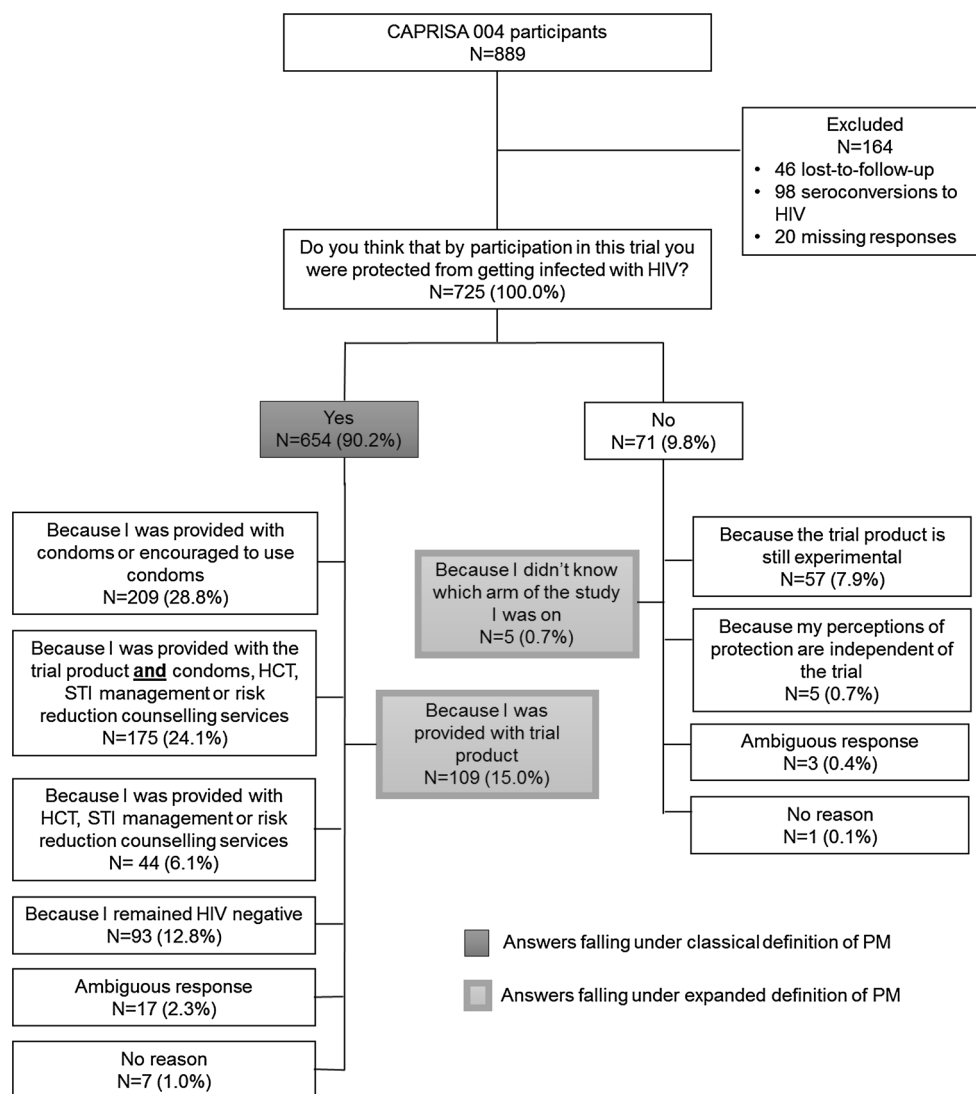 CAPRISA 004 participants
N=889
Excluded
N=164
• 46 lost-to-follow-up
• 98 seroconversions to
HIV
• 20 missing responses
Do you think that by participation in this trial you
were protected from getting infected with HIV?
N=725 (100.0%)
Yes
N=654 (90.2%)
No
N=71 (9.8%)
Because I was provided with
condoms or encouraged to use
condoms
N=209 (28.8%)
Because I was provided with the
trial product and condoms, HCT,
STI management or risk
reduction counselling services
N=175 (24.1%)
Because I was provided with
HCT, STI management or risk
reduction counselling services
N= 44 (6.1%)
Because I remained HIV negative
N=93 (12.8%)
Ambiguous response
N=17 (2.3%)
No reason
N=7 (1.0%)
Because I was
provided with trial
product
N=109 (15.0%)
Because I didn't know
which arm of the study
I was on
N=5 (0.7%)
Because the trial product is
still experimental
N=57 (7.9%)
Because my perceptions of
protection are independent of
the trial
N=5 (0.7%)
Ambiguous response
N=3 (0.4%)
No reason
N=1 (0.1%)
Answers falling under classical definition of PM
Answers falling under expanded definition of PM